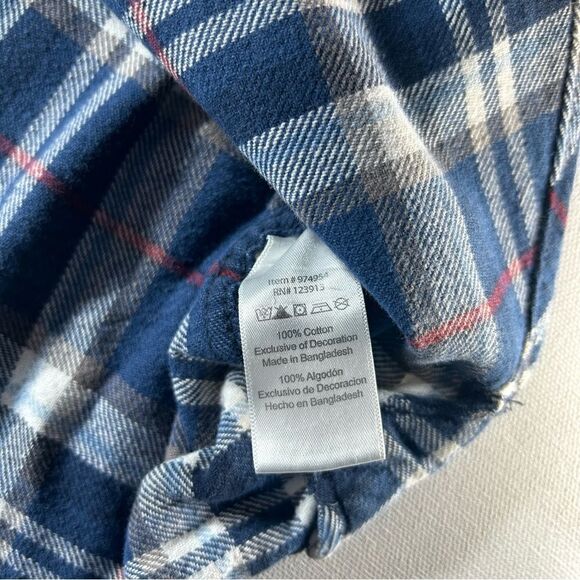 Item # 974954
RN# 123913
100% Cotton
Exclusive of Decoration
Made in Bangladesh
100% Algodón
Exclusivo de Decoracion
Hecho en Bangladesh